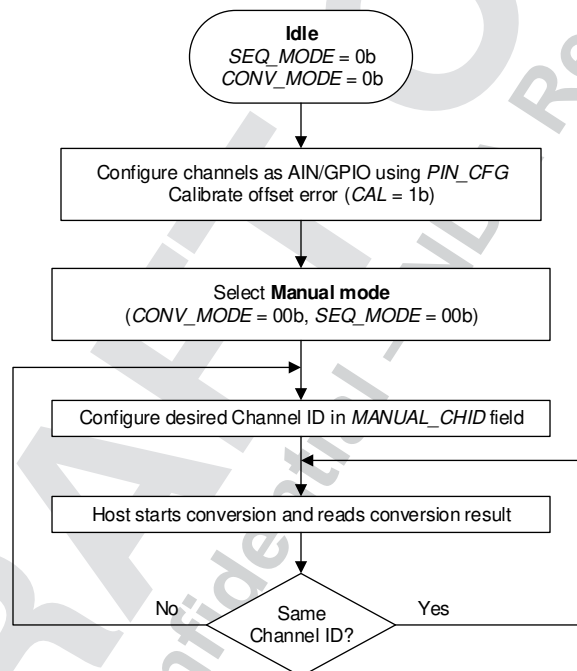 Idle
SEQ_MODE = 0b
CONV_MODE = 0b
Configure channels as AIN/GPIO using PIN_CFG
Calibrate offset error (CAL = 1b)
Select Manual mode
(CONV_MODE = 00b, SEQ_MODE = 00b)
Configure desired Channel ID in MANUAL_CHID field
Host starts conversion and reads conversion result
No
Same
Channel ID?
Yes